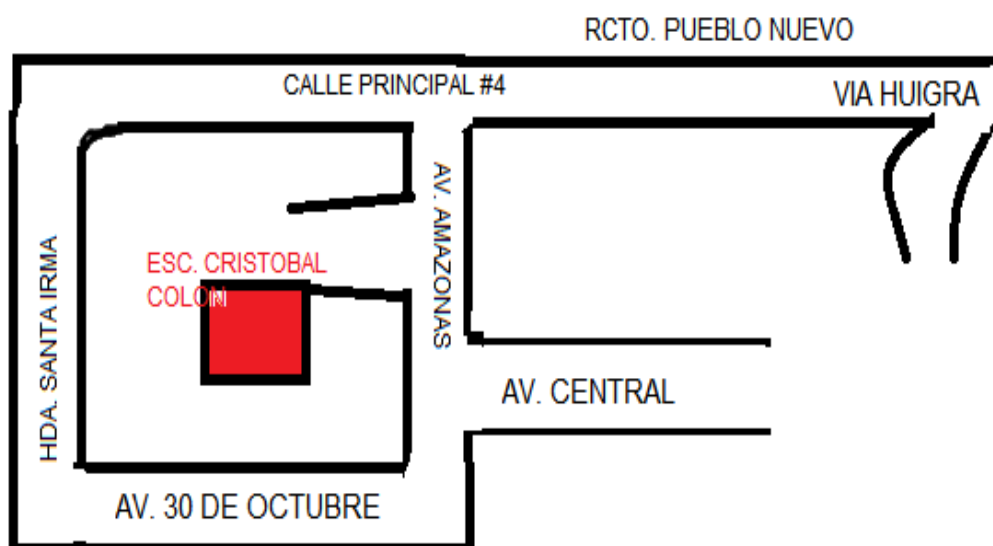 RCTO. PUEBLO NUEVO
CALLE PRINCIPAL #4
VIA HUIGRA
AV. AMAZONAS
HDA. SANTA IRMA
ESC. CRISTOBAL
COLON
AV. CENTRAL
AV. 30 DE OCTUBRE